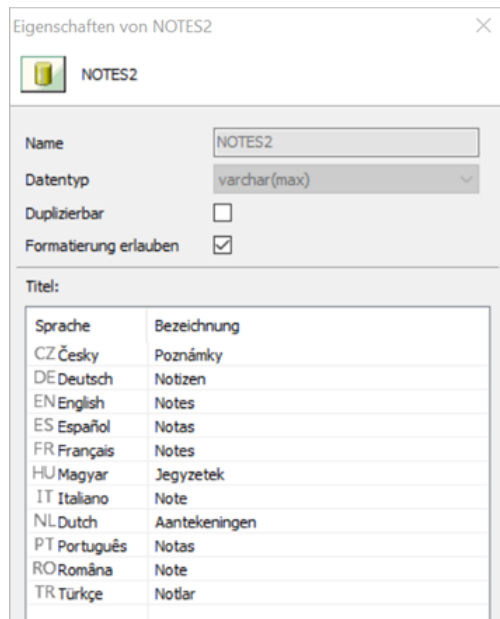 Eigenschaften von NOTES2
NOTES2
Name NOTES2
Datentyp varchar(max)
Duplizierbar
Formatierung erlauben
Titel:
Sprache Bezeichnung
CZ Česky Poznámky
DE Deutsch Notizen
EN English Notes
ES Español Notas
FR Français Notes
HU Magyar Jegyzetek
IT Italiano Note
NL Dutch Aantekeningen
PT Português Notas
RO Româna Note
TR Türkçe Notlar